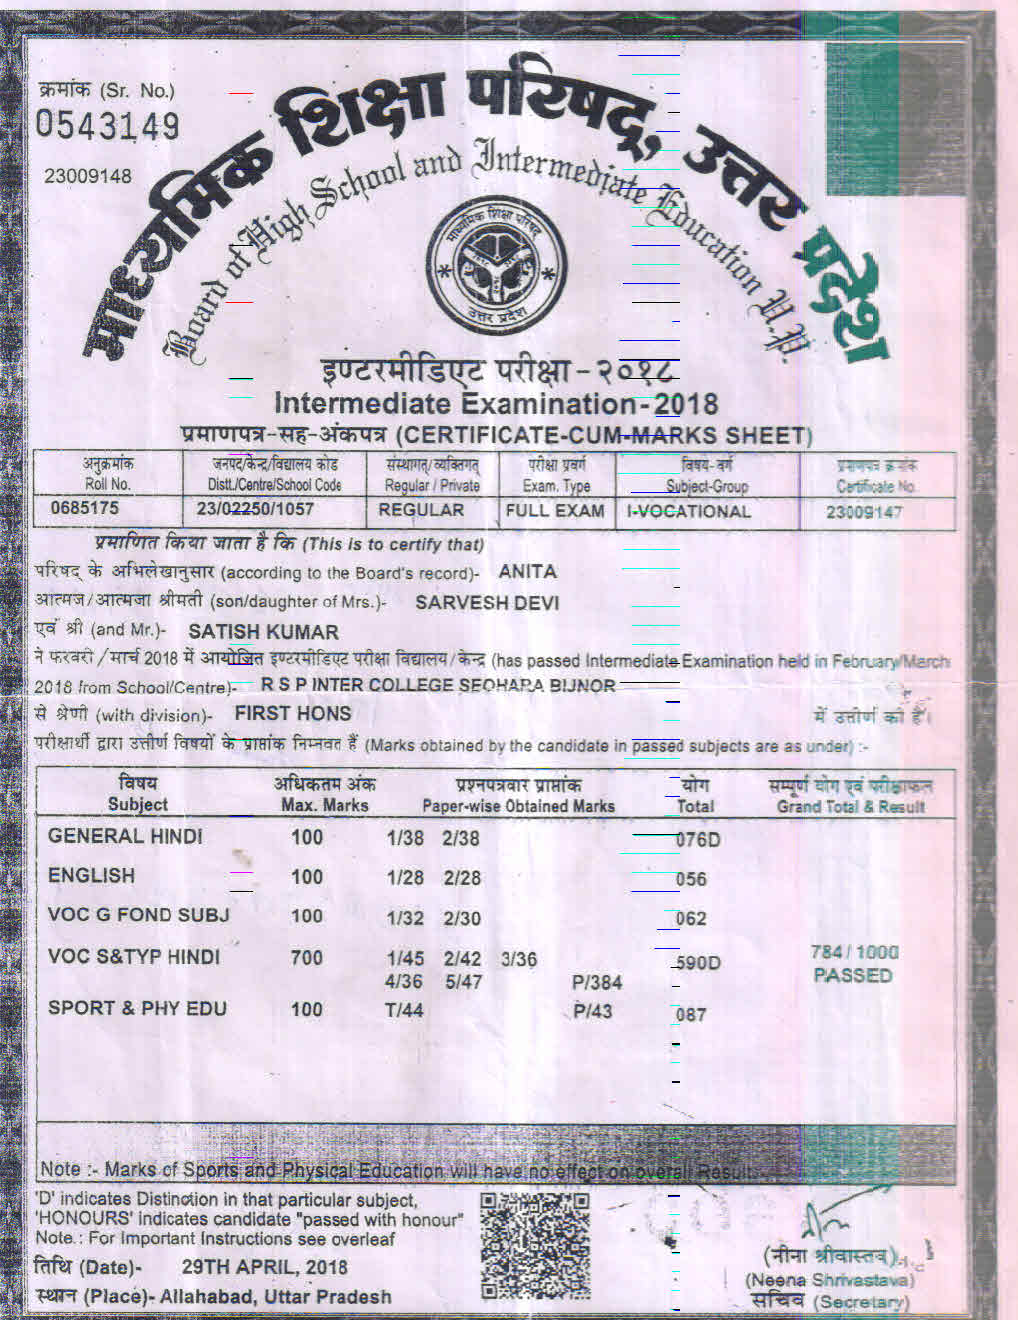 क्रमांक (Sr. No.)
0543149
23009148
माध्यमिक शिक्षा परिषद्, उत्तर प्रदेश
Board of High School and Intermediate Education U.P.
माध्यमिक शिक्षा परिषद्
उत्तर प्रदेश
इण्टरमीडिएट परीक्षा - २०१८
Intermediate Examination-2018
प्रमाणपत्र-सह-अंकपत्र (CERTIFICATE-CUM-MARKS SHEET)
अनुक्रमांक जनपद/केन्द्र/विद्यालय कोड संस्थागत्/व्यक्तिगत् परीक्षा प्रवर्ग विषय-वर्ग प्रमाणपत्र क्रमांक
Roll No. Distt./Centre/School Code Regular / Private Exam. Type Subject-Group Certificate No.
0685175 23/02250/1057 REGULAR FULL EXAM I-VOCATIONAL 23009147
प्रमाणित किया जाता है कि (This is to certify that)
परिषद् के अभिलेखानुसार (according to the Board's record)- ANITA
आत्मज/आत्मजा श्रीमती (son/daughter of Mrs.)- SARVESH DEVI
एवं श्री (and Mr.)- SATISH KUMAR
ने फरवरी/मार्च 2018 में आयोजित इण्टरमीडिएट परीक्षा विद्यालय/केन्द्र (has passed Intermediate Examination held in February/March
2018 from School/Centre)- R S P INTER COLLEGE SEOHARA BIJNOR
से श्रेणी (with division)- FIRST HONS में उत्तीर्ण की है।
परीक्षार्थी द्वारा उत्तीर्ण विषयों के प्राप्तांक निम्नवत हैं (Marks obtained by the candidate in passed subjects are as under) :-
विषय अधिकतम अंक प्रश्नपत्रवार प्राप्तांक योग सम्पूर्ण योग एवं परीक्षाफल
Subject Max. Marks Paper-wise Obtained Marks Total Grand Total & Result
GENERAL HINDI 100 1/38 2/38 076D
ENGLISH 100 1/28 2/28 056
VOC G FOND SUBJ 100 1/32 2/30 062
VOC S&TYP HINDI 700 1/45 2/42 3/36 590D 784/1000
4/36 5/47 P/384 PASSED
SPORT & PHY EDU 100 T/44 P/43 087
Note :- Marks of Sports and Physical Education will have no effect on overall Result.
'D' indicates Distinction in that particular subject,
'HONOURS' indicates candidate "passed with honour"
Note.: For Important Instructions see overleaf
तिथि (Date)- 29TH APRIL, 2018
स्थान (Place)- Allahabad, Uttar Pradesh
(नीना श्रीवास्तव)
(Neena Shrivastava)
सचिव (Secretary)